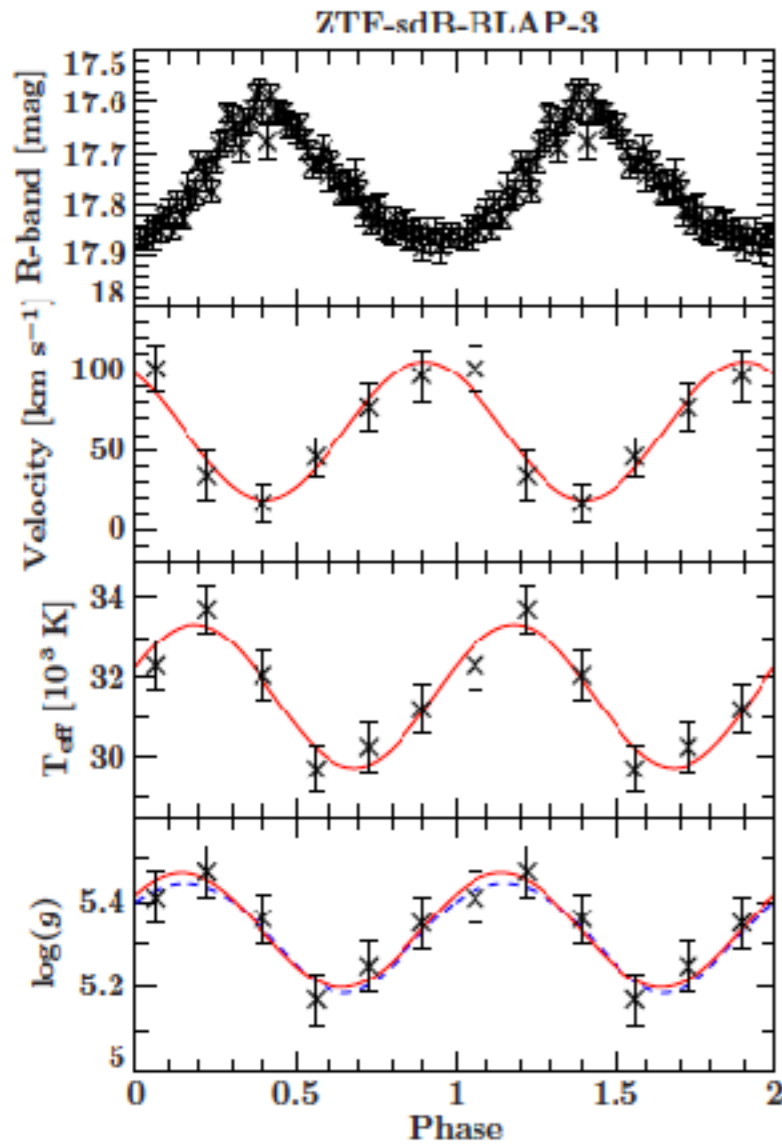 ZTF-sdB-BLAP-3
R-band [mag]
17.5
17.6
17.7
17.8
17.9
18
Velocity [km s⁻¹]
100
50
0
T_eff [10³ K]
34
32
30
log(g)
5.4
5.2
5
0 0.5 1 1.5 2
Phase